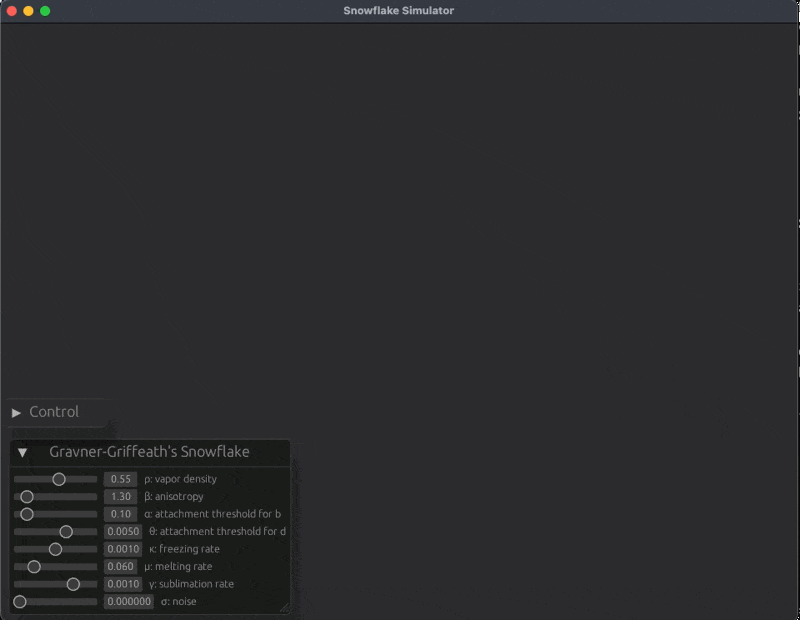 Snowflake Simulator
▶ Control
▼ Gravner-Griffeath's Snowflake
0.55 ρ: vapor density
1.30 β: anisotropy
0.10 α: attachment threshold for b
0.0050 θ: attachment threshold for d
0.0010 κ: freezing rate
0.060 μ: melting rate
0.0010 γ: sublimation rate
0.000000 σ: noise